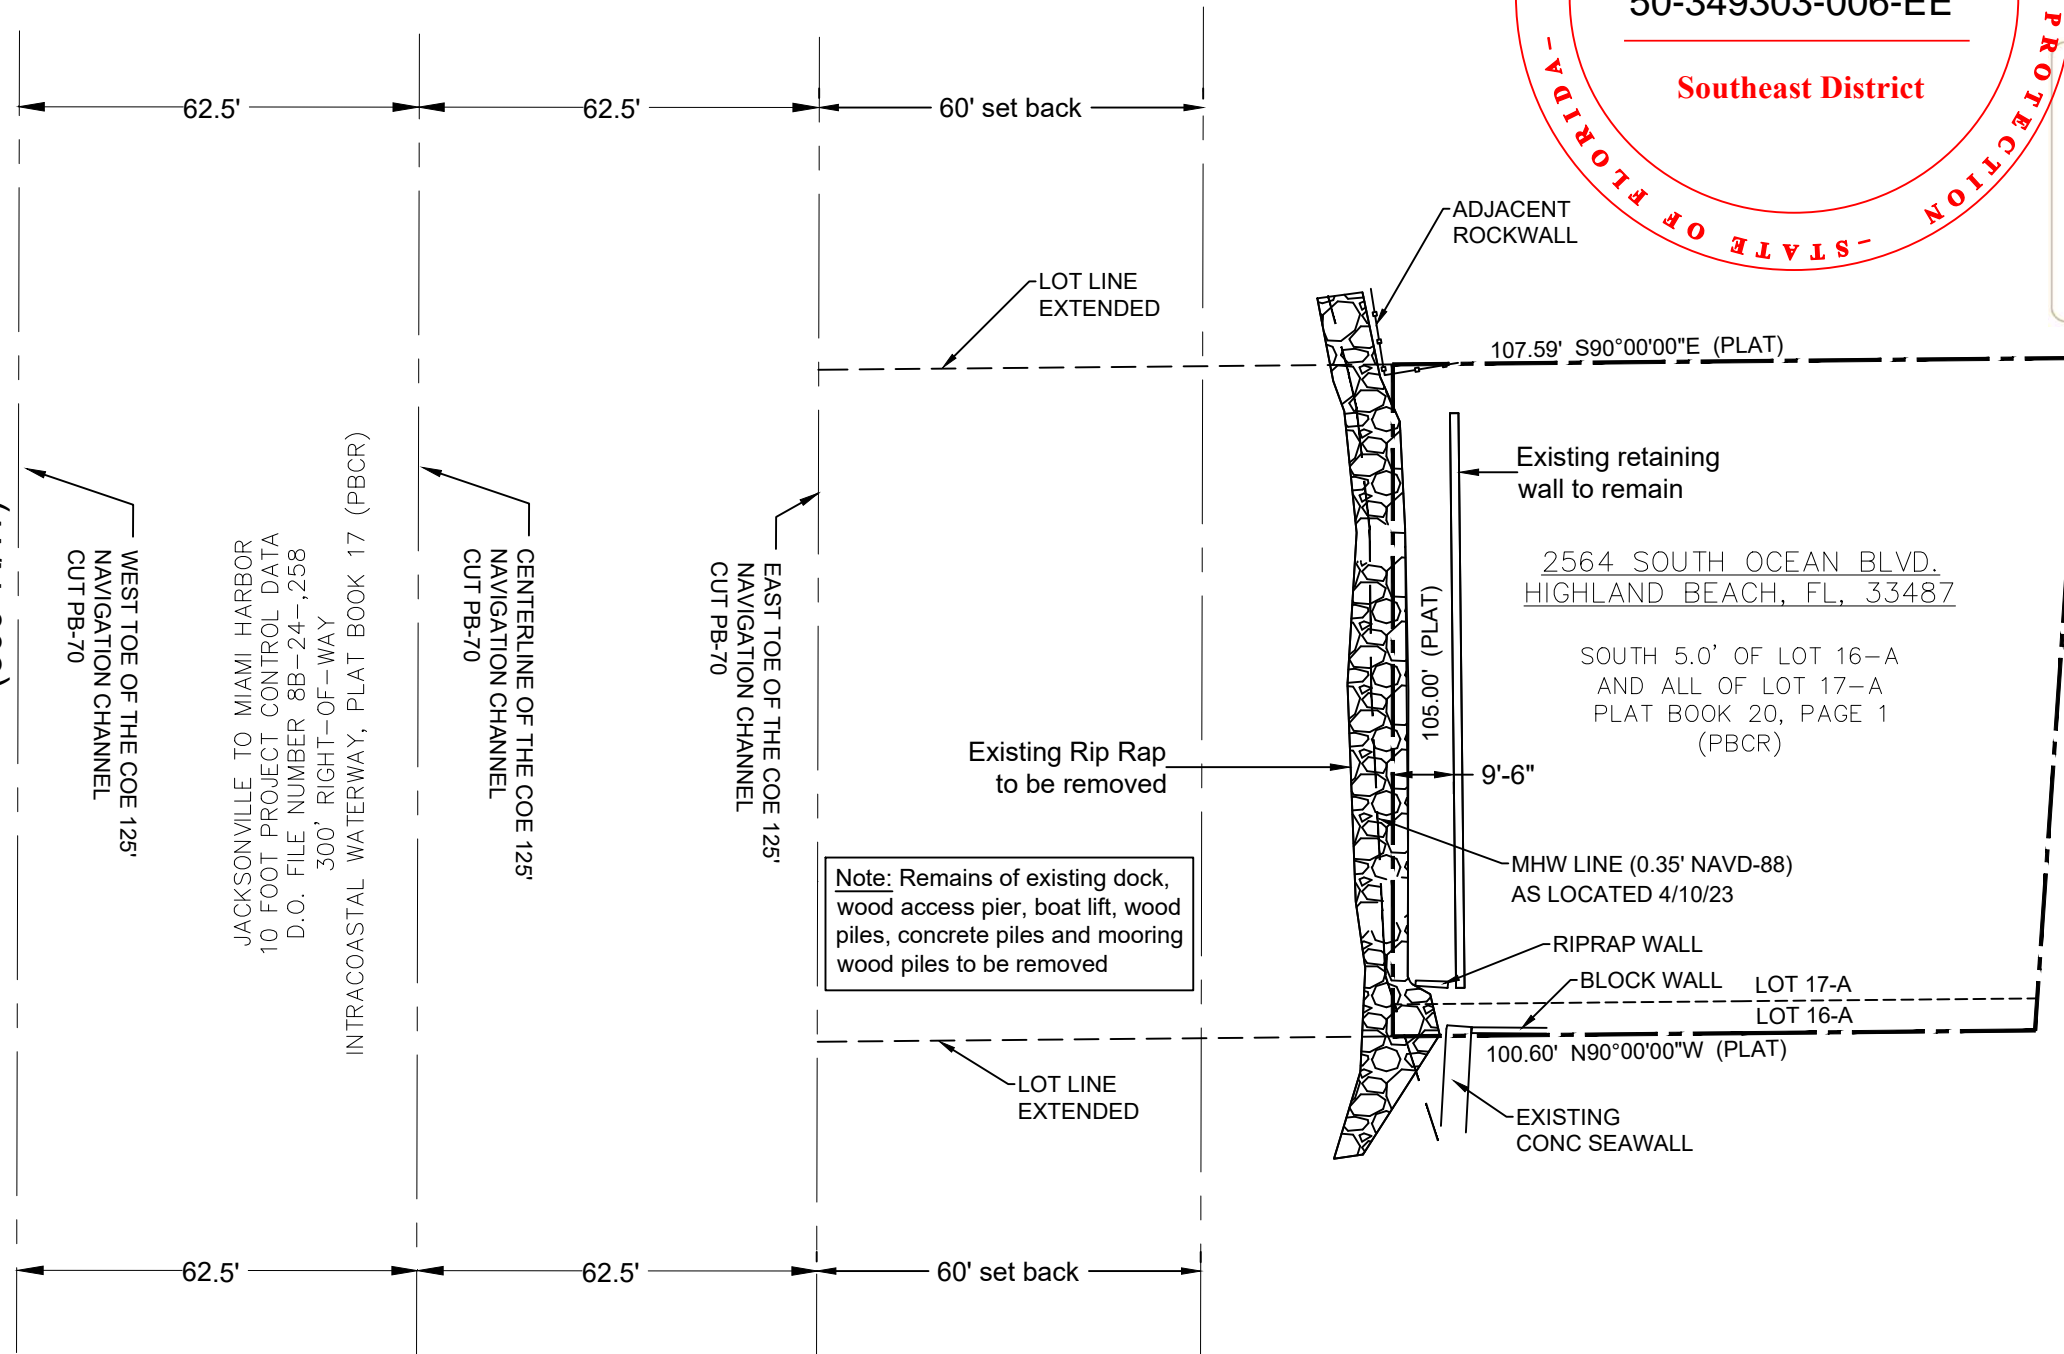 50-349303-006-EE
Southeast District
-STATE OF FLORIDA-
PROTECTION
62.5'
62.5'
60' set back
ADJACENT
ROCKWALL
LOT LINE
EXTENDED
107.59' S90°00'00"E (PLAT)
Existing retaining
wall to remain
2564 SOUTH OCEAN BLVD.
HIGHLAND BEACH, FL, 33487
SOUTH 5.0' OF LOT 16-A
AND ALL OF LOT 17-A
PLAT BOOK 20, PAGE 1
(PBCR)
WEST TOE OF THE COE 125'
NAVIGATION CHANNEL
CUT PB-70
JACKSONVILLE TO MIAMI HARBOR
10 FOOT PROJECT CONTROL DATA
D.O. FILE NUMBER 8B-24-,258
300' RIGHT-OF-WAY
INTRACOASTAL WATERWAY, PLAT BOOK 17 (PBCR)
CENTERLINE OF THE COE 125'
NAVIGATION CHANNEL
CUT PB-70
EAST TOE OF THE COE 125'
NAVIGATION CHANNEL
CUT PB-70
105.00' (PLAT)
Existing Rip Rap
to be removed
9'-6"
MHW LINE (0.35' NAVD-88)
AS LOCATED 4/10/23
Note: Remains of existing dock,
wood access pier, boat lift, wood
piles, concrete piles and mooring
wood piles to be removed
RIPRAP WALL
BLOCK WALL
LOT 17-A
LOT 16-A
100.60' N90°00'00"W (PLAT)
LOT LINE
EXTENDED
EXISTING
CONC SEAWALL
62.5'
62.5'
60' set back